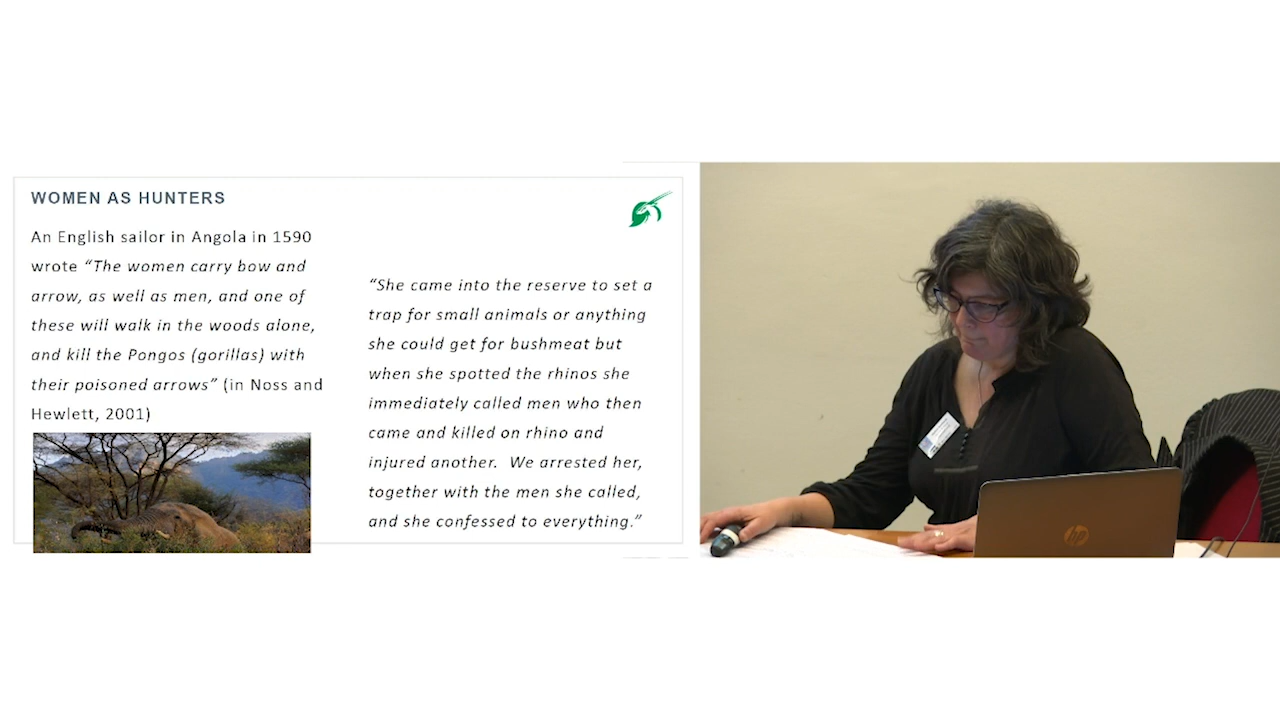 WOMEN AS HUNTERS
An English sailor in Angola in 1590
wrote “The women carry bow and
arrow, as well as men, and one of
these will walk in the woods alone,
and kill the Pongos (gorillas) with
their poisoned arrows” (in Noss and
Hewlett, 2001)
“She came into the reserve to set a
trap for small animals or anything
she could get for bushmeat but
when she spotted the rhinos she
immediately called men who then
came and killed on rhino and
injured another. We arrested her,
together with the men she called,
and she confessed to everything.”
hp